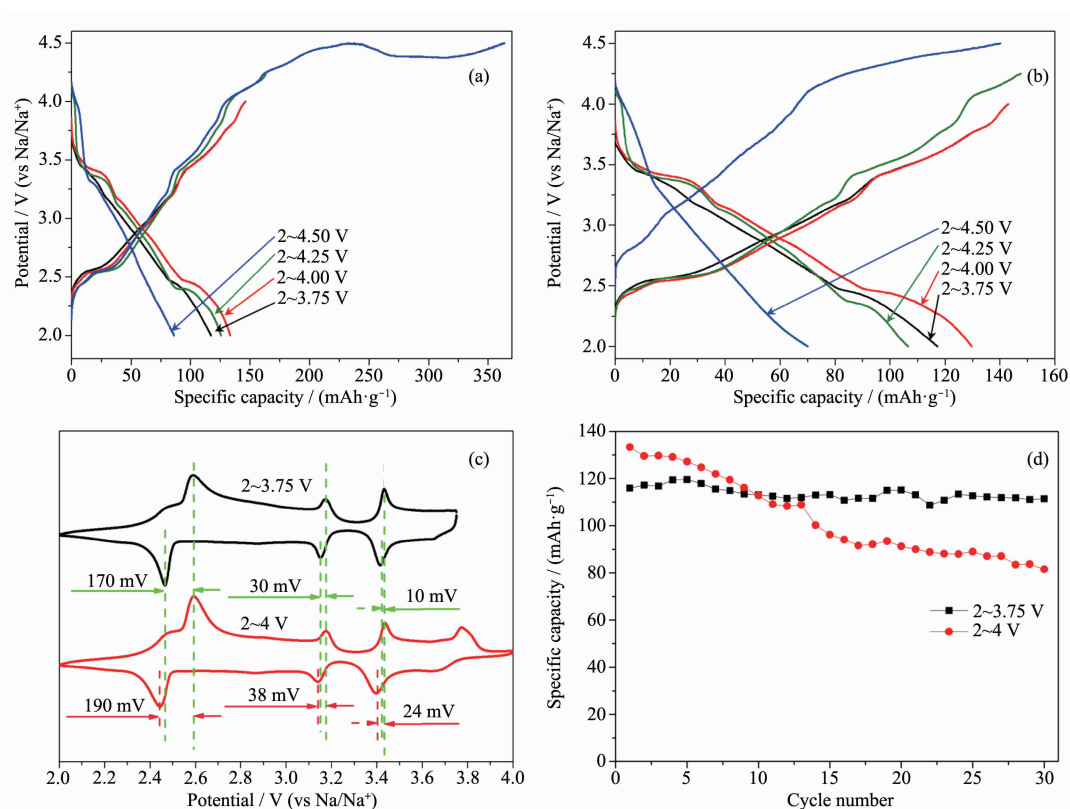 (a)
4.5
4.0
3.5
3.0
2.5
2.0
Potential / V (vs Na/Na⁺)
2~4.50 V
2~4.25 V
2~4.00 V
2~3.75 V
0 50 100 150 200 250 300 350
Specific capacity / (mAh·g⁻¹)
(b)
4.5
4.0
3.5
3.0
2.5
2.0
Potential / V (vs Na/Na⁺)
2~4.50 V
2~4.25 V
2~4.00 V
2~3.75 V
0 20 40 60 80 100 120 140 160
Specific capacity / (mAh·g⁻¹)
(c)
2~3.75 V
170 mV
30 mV
10 mV
2~4 V
190 mV
38 mV
24 mV
2.0 2.2 2.4 2.6 2.8 3.0 3.2 3.4 3.6 3.8 4.0
Potential / V (vs Na/Na⁺)
(d)
140
120
100
80
60
40
20
0
Specific capacity / (mAh·g⁻¹)
2~3.75 V
2~4 V
0 5 10 15 20 25 30
Cycle number